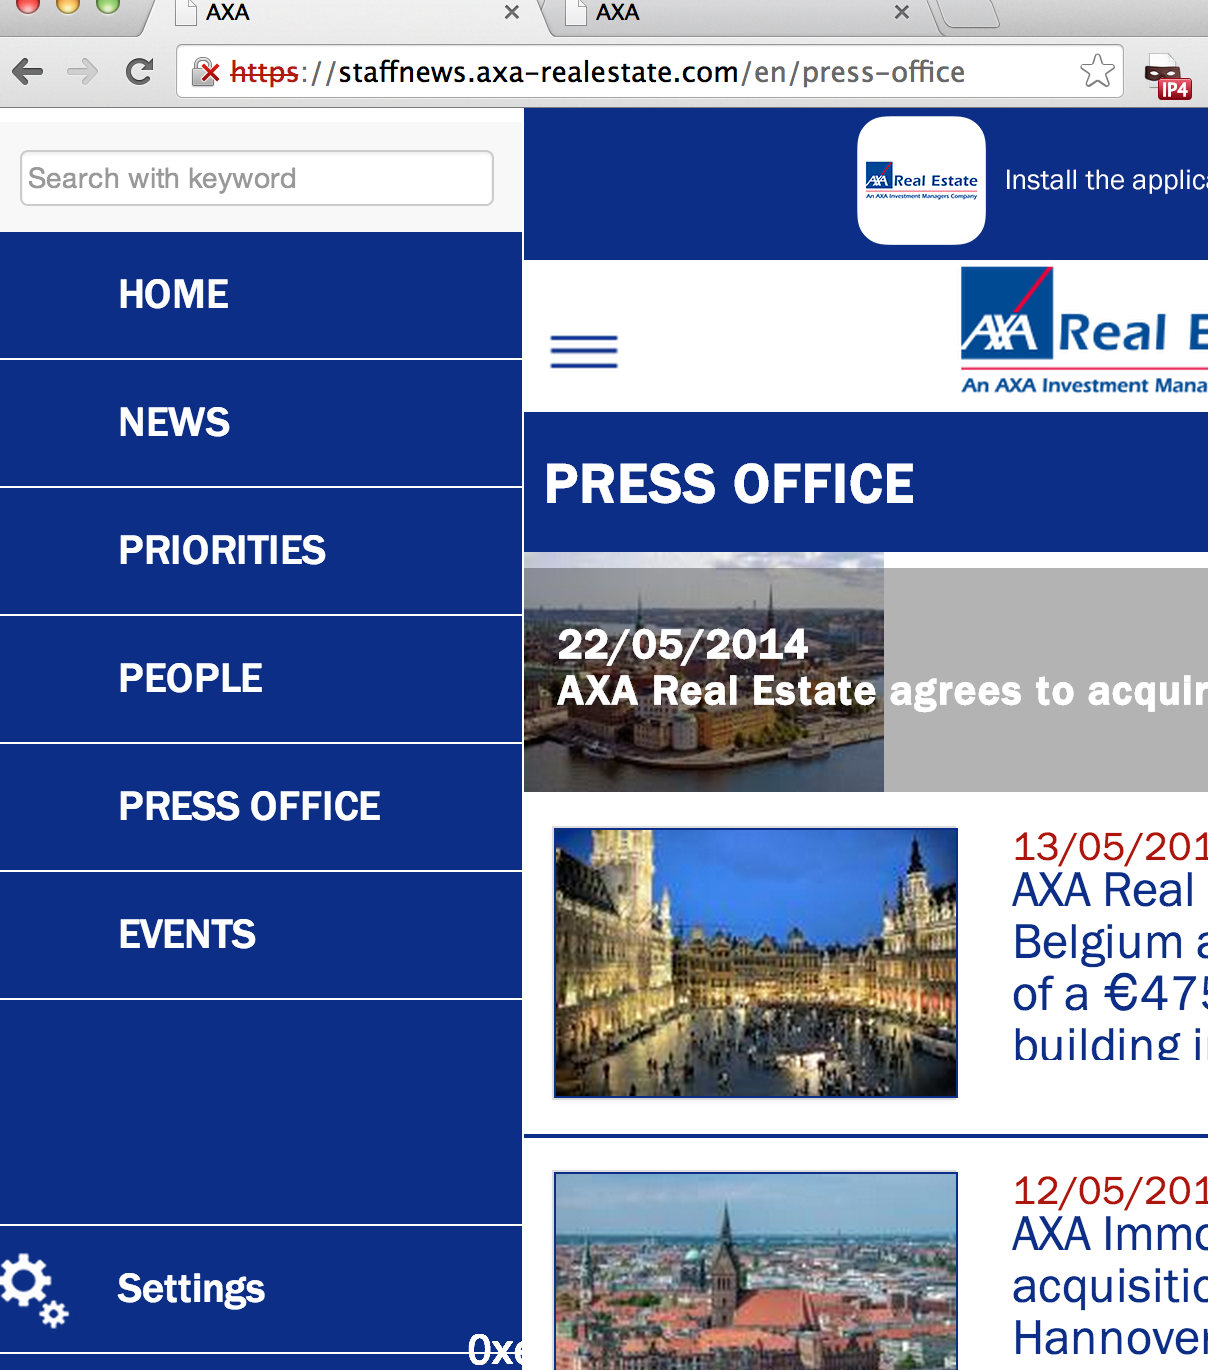 AXA
AXA
https://staffnews.axa-realestate.com/en/press-office
IP4
Search with keyword
HOME
NEWS
PRIORITIES
PEOPLE
PRESS OFFICE
EVENTS
Settings
0xe
AXA Real Estate
An AXA Investment Managers Company
Install the applica
AXA Real E
An AXA Investment Mana
PRESS OFFICE
22/05/2014
AXA Real Estate agrees to acquir
13/05/201
AXA Real
Belgium a
of a €475
building i
12/05/201
AXA Immo
acquisitio
Hannover